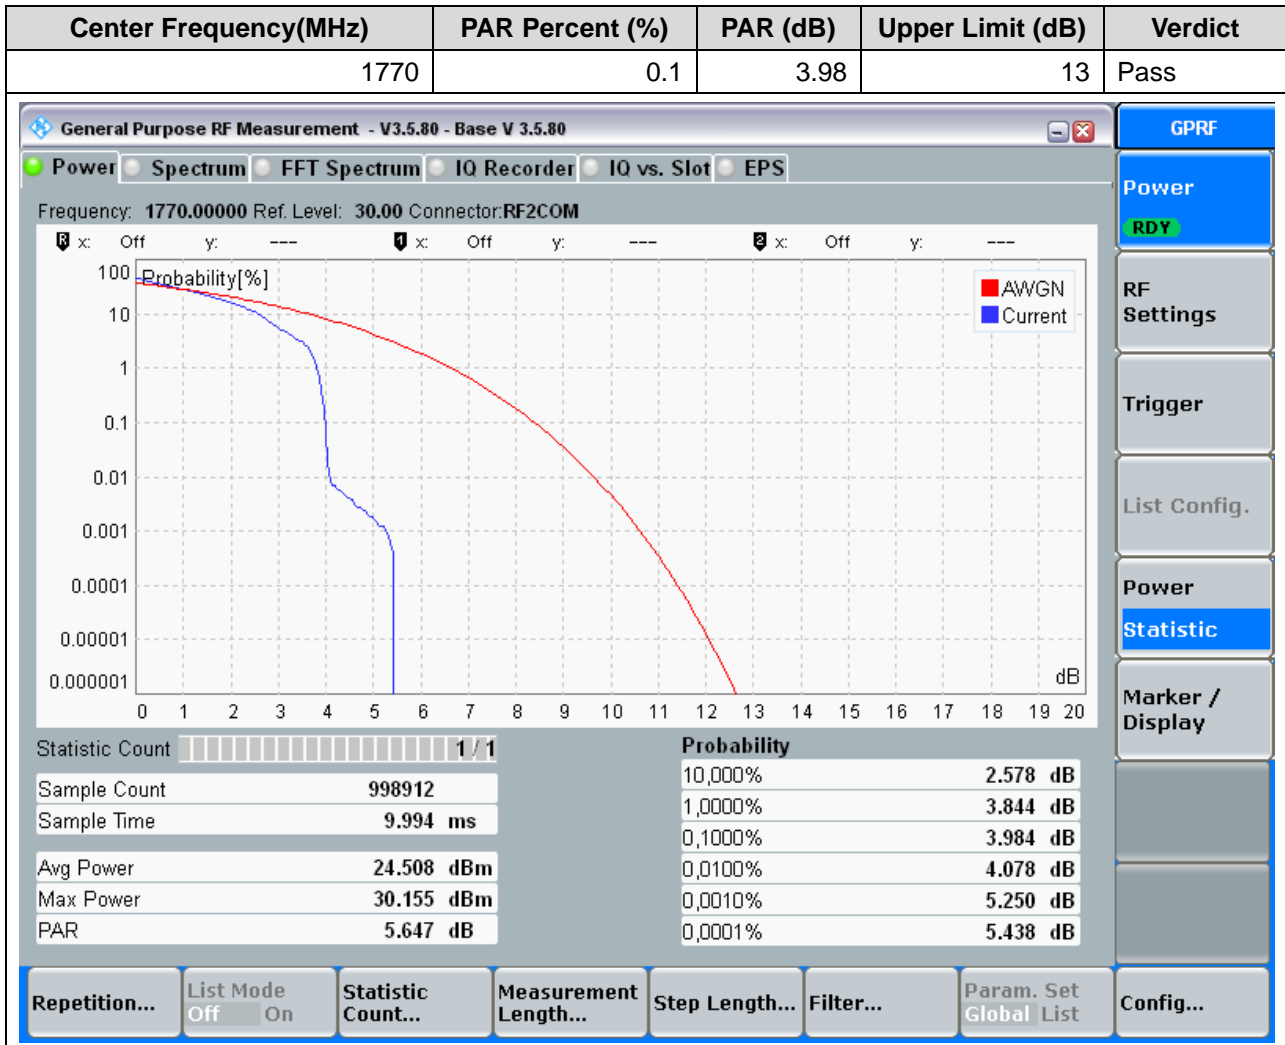 Center Frequency(MHz) PAR Percent (%) PAR (dB) Upper Limit (dB) Verdict
1770 0.1 3.98 13 Pass
General Purpose RF Measurement - V3.5.80 - Base V 3.5.80
GPRF
Power Spectrum FFT Spectrum IQ Recorder IQ vs. Slot EPS
Frequency: 1770.00000 Ref. Level: 30.00 Connector:RF2COM
R x: Off y: --- 1 x: Off y: --- 2 x: Off y: ---
Probability[%]
100
10
1
0.1
0.01
0.001
0.0001
0.00001
0.000001
AWGN
Current
dB
0 1 2 3 4 5 6 7 8 9 10 11 12 13 14 15 16 17 18 19 20
Statistic Count 1 / 1
Sample Count 998912
Sample Time 9.994 ms
Avg Power 24.508 dBm
Max Power 30.155 dBm
PAR 5.647 dB
Probability
10,000% 2.578 dB
1,0000% 3.844 dB
0,1000% 3.984 dB
0,0100% 4.078 dB
0,0010% 5.250 dB
0,0001% 5.438 dB
Power
RDY
RF
Settings
Trigger
List Config.
Power
Statistic
Marker /
Display
Repetition...
List Mode
Off On
Statistic
Count...
Measurement
Length...
Step Length...
Filter...
Param. Set
Global List
Config...